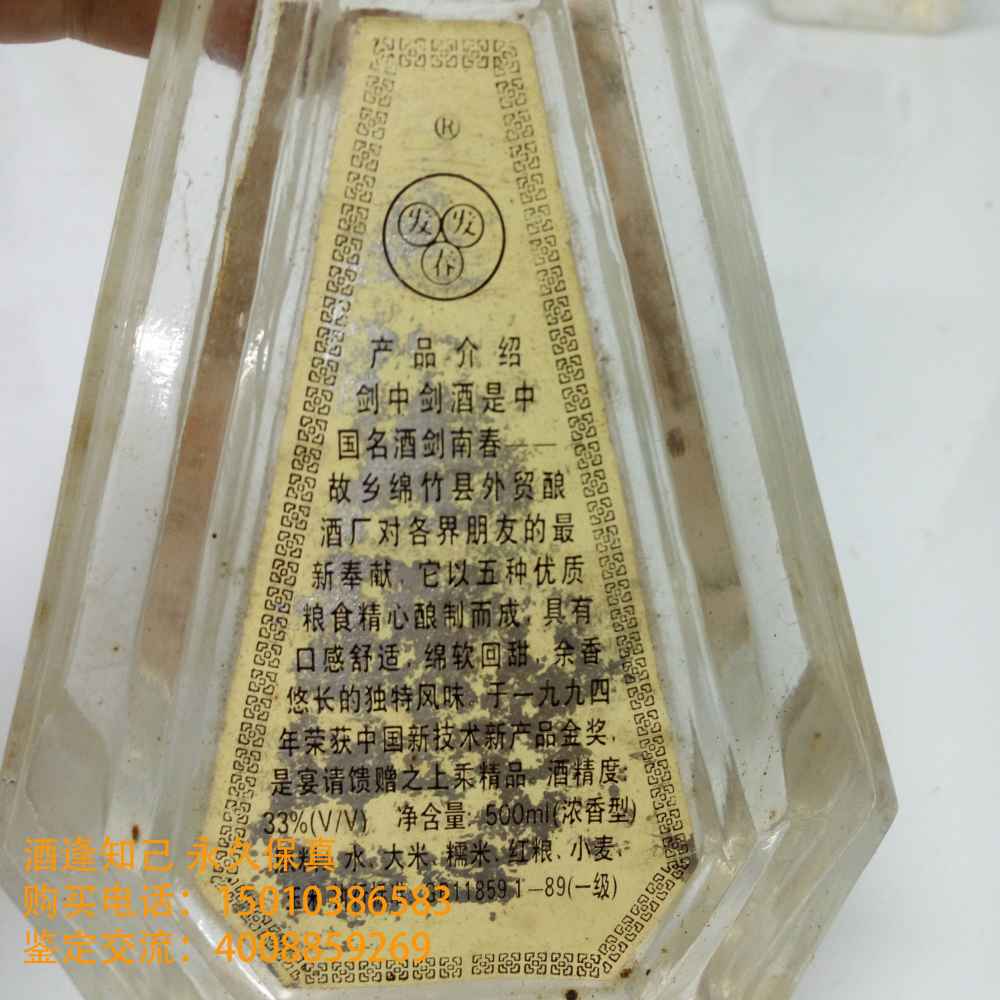 ®
发 发
春
产品介绍
剑中剑酒是中
国名酒剑南春——
故乡绵竹县外贸酿
酒厂对各界朋友的最
新奉献，它以五种优质
粮食精心酿制而成，具有
口感舒适，绵软回甜，余香
悠长的独特风味，于一九九四
年荣获中国新技术新产品金奖，
是宴请馈赠之上乘精品。酒精度：
33%(V/V) 净含量：500ml(浓香型)
水、大米、糯米、红粮、小麦、
11859.1—89(一级)
酒逢知己 永久保真
购买电话：15010386583
鉴定交流：4008859269